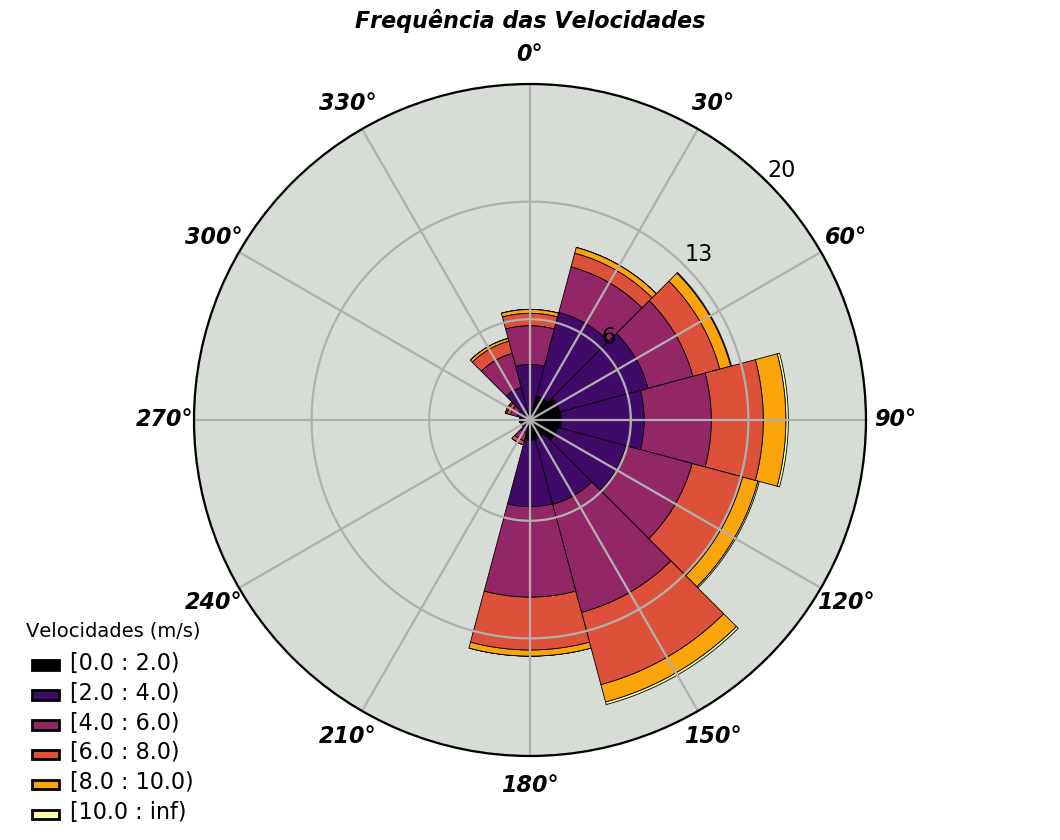 Frequência das Velocidades
0°
30°
60°
90°
120°
150°
180°
210°
240°
270°
300°
330°
6
13
20
Velocidades (m/s)
[0.0 : 2.0)
[2.0 : 4.0)
[4.0 : 6.0)
[6.0 : 8.0)
[8.0 : 10.0)
[10.0 : inf)